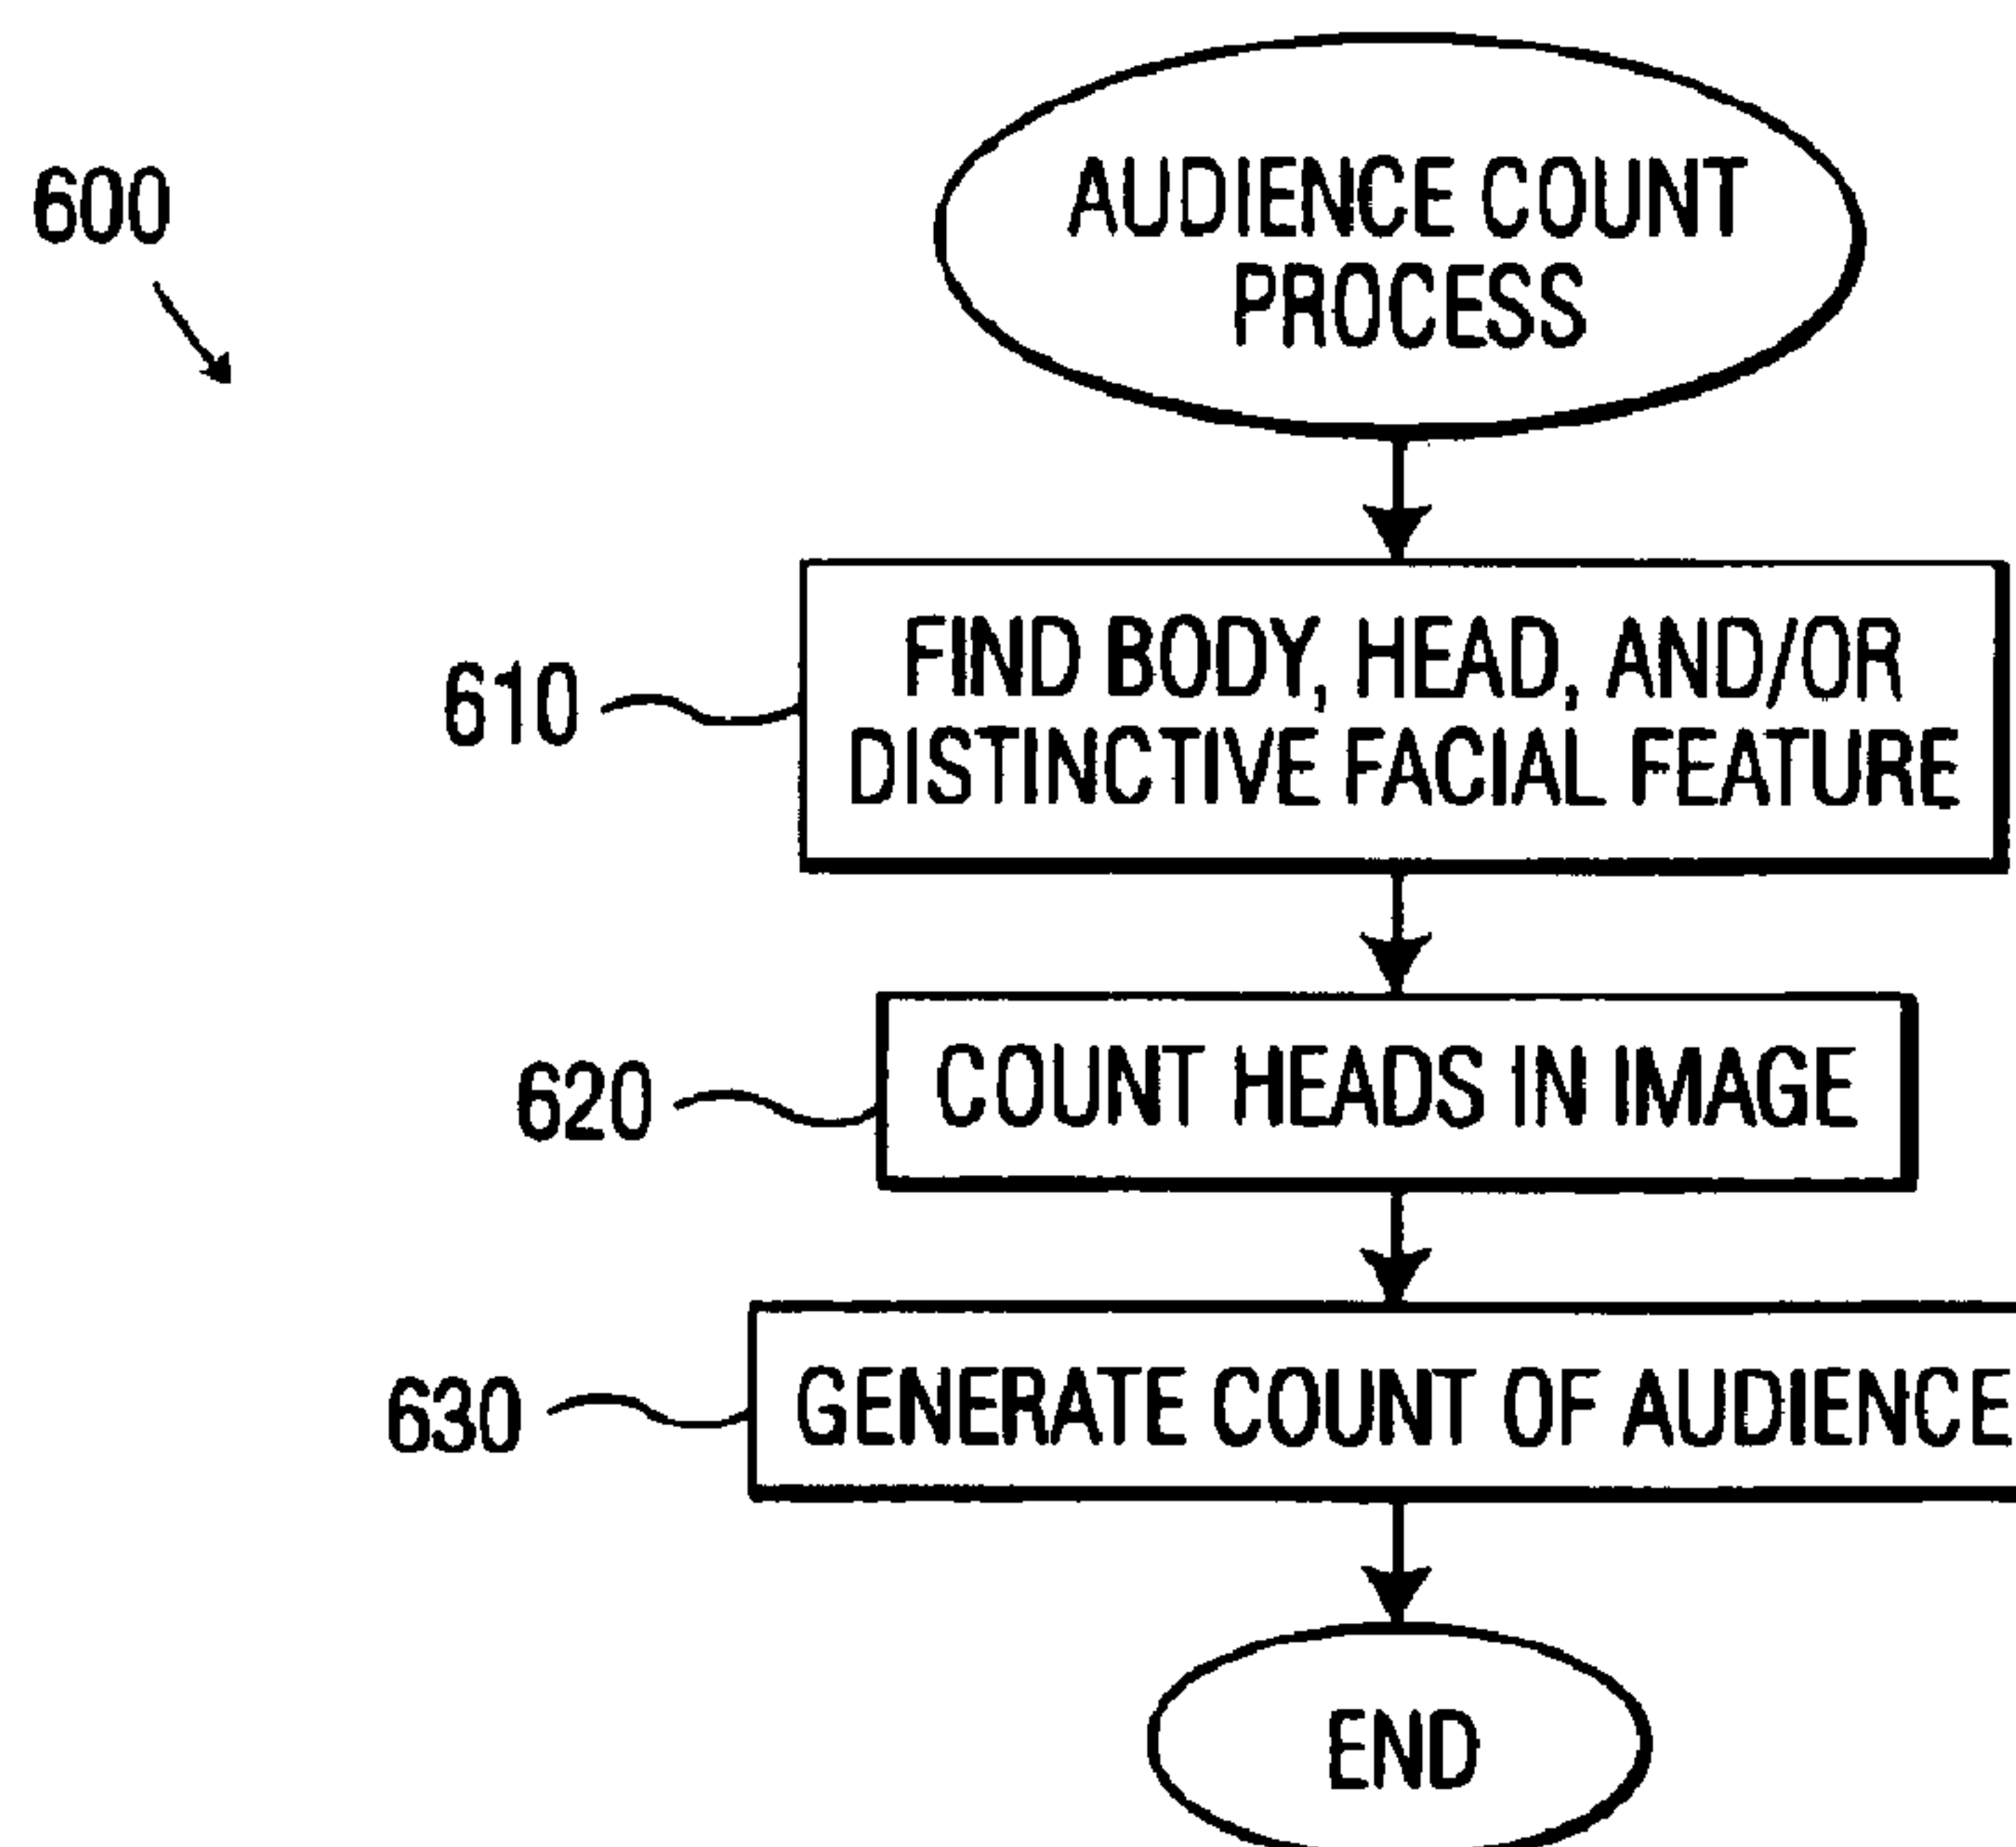 600
AUDIENCE COUNT
PROCESS
610
FIND BODY, HEAD, AND/OR
DISTINCTIVE FACIAL FEATURE
620
COUNT HEADS IN IMAGE
630
GENERATE COUNT OF AUDIENCE
END